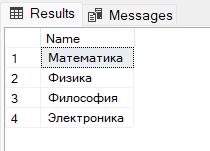 Results Messages
Name
1 Математика
2 Физика
3 Философия
4 Электроника